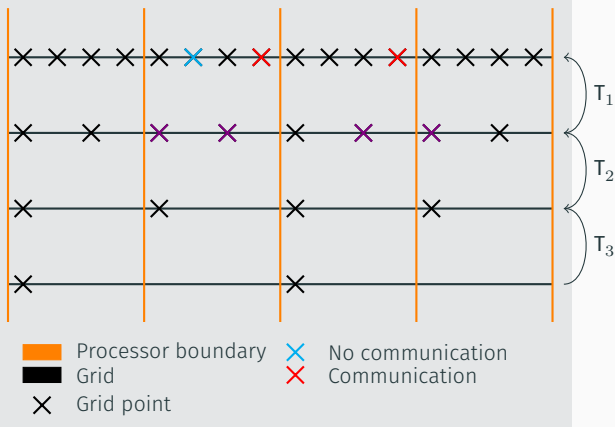 T1
T2
T3
Processor boundary
Grid
Grid point
No communication
Communication